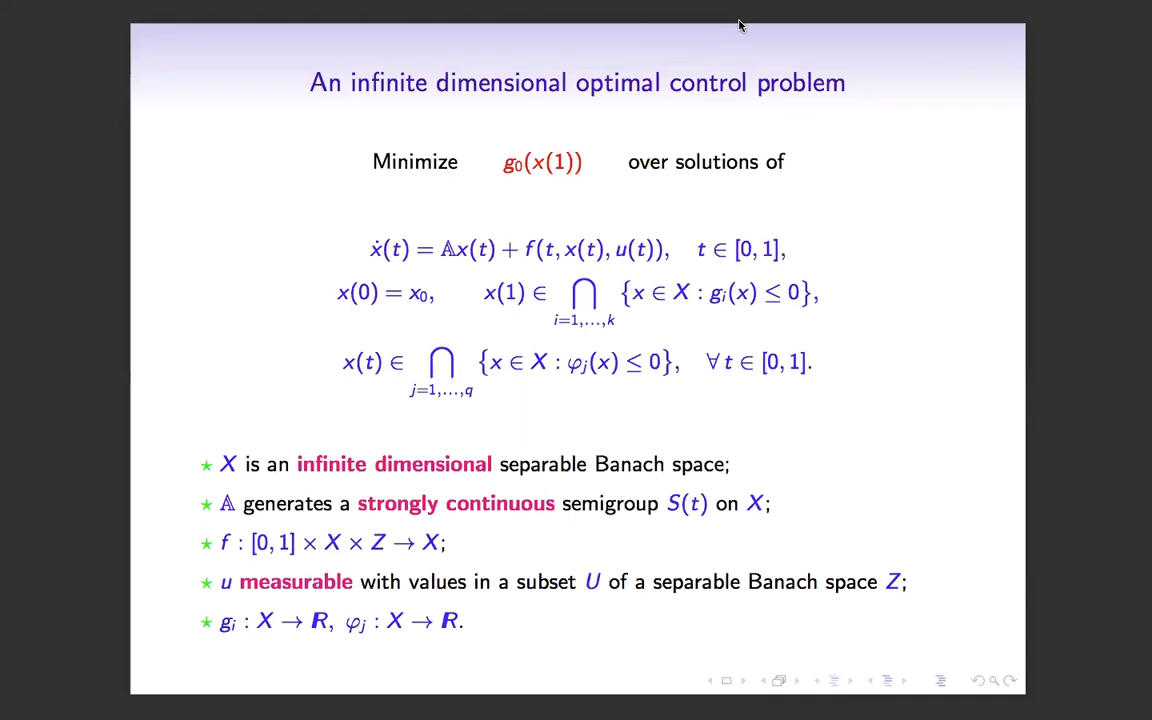 An infinite dimensional optimal control problem
Minimize g₀(x(1)) over solutions of
ẋ(t) = 𝔸x(t) + f(t, x(t), u(t)), t ∈ [0, 1],
x(0) = x₀, x(1) ∈ ⋂ {x ∈ X : gᵢ(x) ≤ 0},
i=1,...,k
x(t) ∈ ⋂ {x ∈ X : φⱼ(x) ≤ 0}, ∀ t ∈ [0, 1].
j=1,...,q
⋆ X is an infinite dimensional separable Banach space;
⋆ 𝔸 generates a strongly continuous semigroup S(t) on X;
⋆ f : [0, 1] × X × Z → X;
⋆ u measurable with values in a subset U of a separable Banach space Z;
⋆ gᵢ : X → ℝ, φⱼ : X → ℝ.